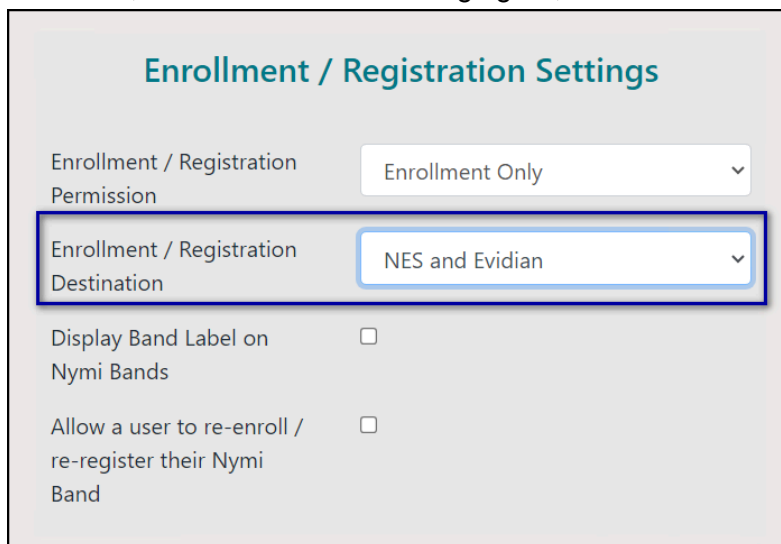 Enrollment / Registration Settings
Enrollment / Registration
Permission
Enrollment Only
Enrollment / Registration
Destination
NES and Evidian
Display Band Label on
Nymi Bands
Allow a user to re-enroll /
re-register their Nymi
Band